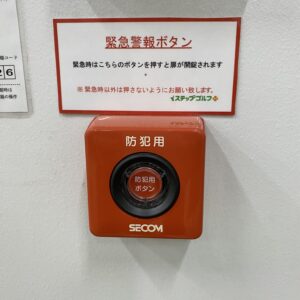 緊急警報ボタン
緊急時はこちらのボタンを押すと扉が開錠されます
※緊急時以外は押さないようにお願い致します。
ステップゴルフ
防犯用
防犯用
ボタン
SECOM
26